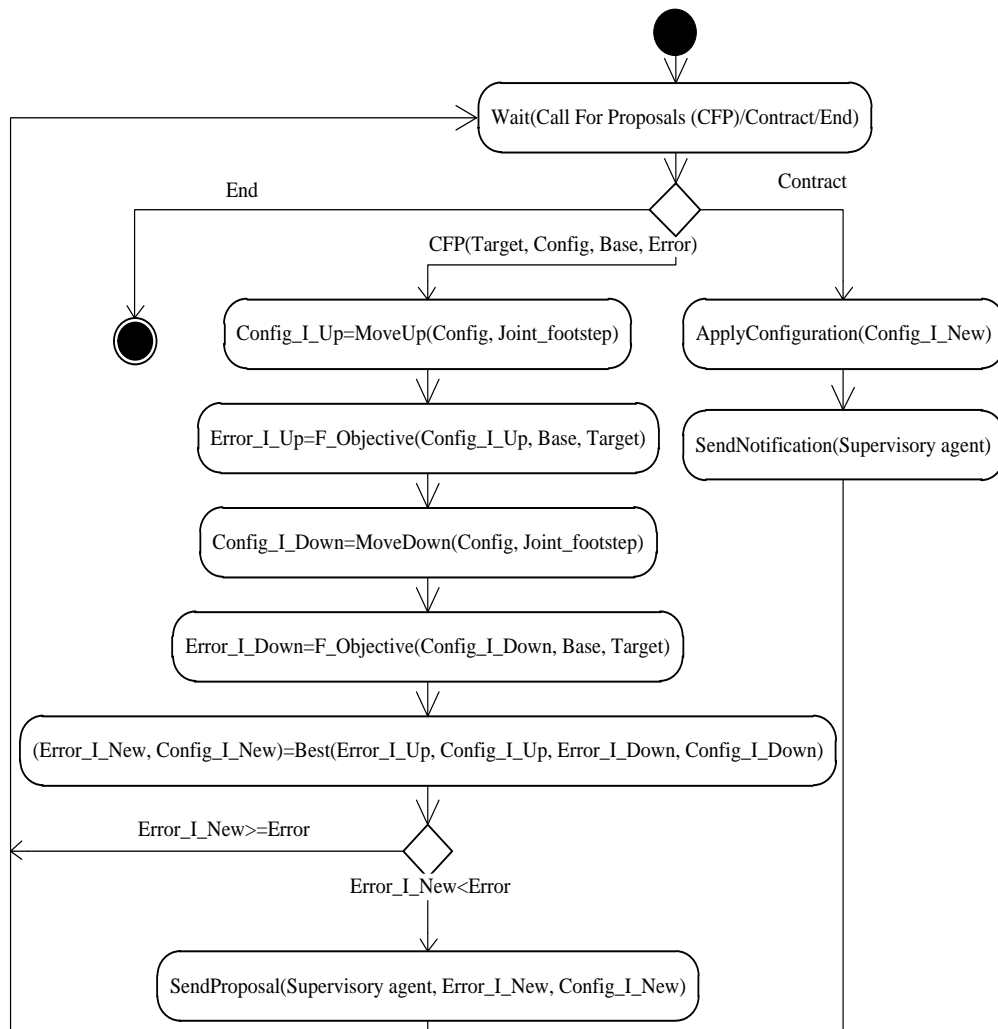 Wait(Call For Proposals (CFP)/Contract/End)
End
Contract
CFP(Target, Config, Base, Error)
Config_I_Up=MoveUp(Config, Joint_footstep)
ApplyConfiguration(Config_I_New)
Error_I_Up=F_Objective(Config_I_Up, Base, Target)
SendNotification(Supervisory agent)
Config_I_Down=MoveDown(Config, Joint_footstep)
Error_I_Down=F_Objective(Config_I_Down, Base, Target)
(Error_I_New, Config_I_New)=Best(Error_I_Up, Config_I_Up, Error_I_Down, Config_I_Down)
Error_I_New>=Error
Error_I_New<Error
SendProposal(Supervisory agent, Error_I_New, Config_I_New)